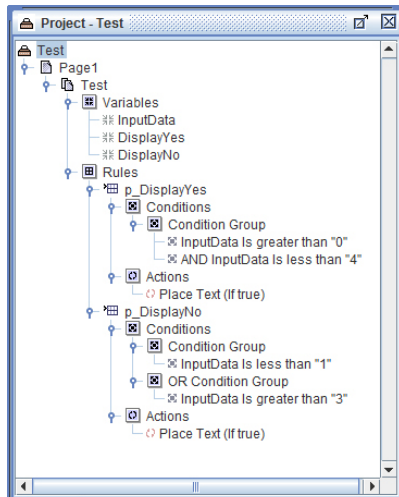 Project - Test
Test
Page1
Test
Variables
InputData
DisplayYes
DisplayNo
Rules
p_DisplayYes
Conditions
Condition Group
InputData Is greater than "0"
AND InputData Is less than "4"
Actions
Place Text (If true)
p_DisplayNo
Conditions
Condition Group
InputData Is less than "1"
OR Condition Group
InputData Is greater than "3"
Actions
Place Text (If true)